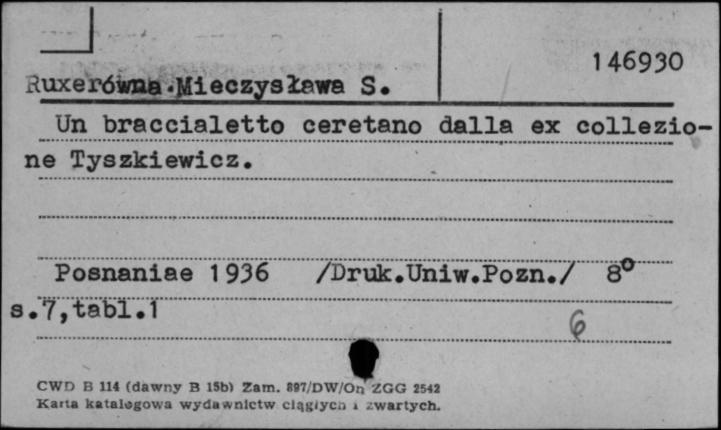 146930
Ruxerówna Mieczysława S.
Un braccialetto ceretano dalla ex collezio-
ne Tyszkiewicz.
Posnaniae 1936 /Druk.Uniw.Pozn./ 8°
s.7,tabl.1
6
CWD B 114 (dawny B 15b) Zam. 897/DW/On ZGG 2542
Karta katalogowa wydawnictw ciągłych i zwartych.